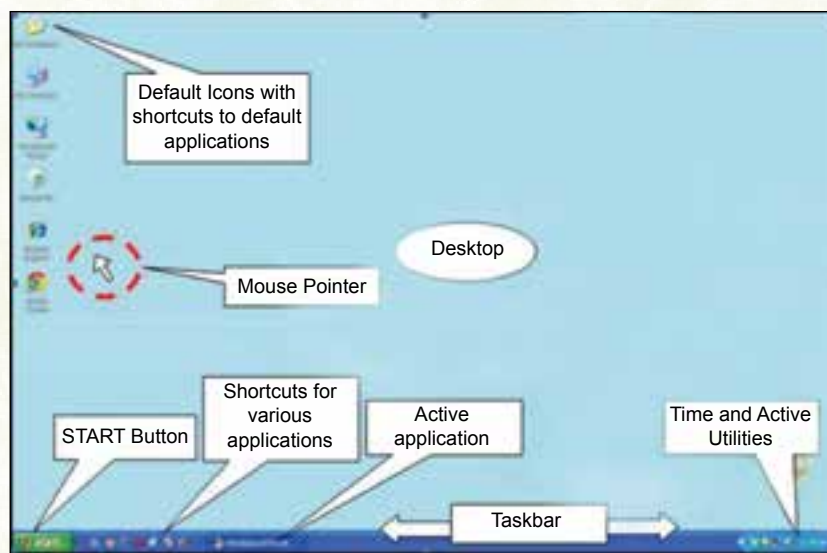 Default Icons with
shortcuts to default
applications
Desktop
Mouse Pointer
Shortcuts for
various
applications
Active
application
Time and Active
Utilities
START Button
Taskbar